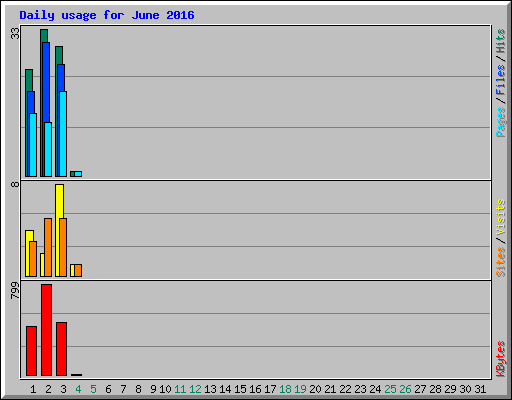 Daily usage for June 2016
33
8
799
Pages / Files / Hits
Sites / Visits
KBytes
1 2 3 4 5 6 7 8 9 10 11 12 13 14 15 16 17 18 19 20 21 22 23 24 25 26 27 28 29 30 31